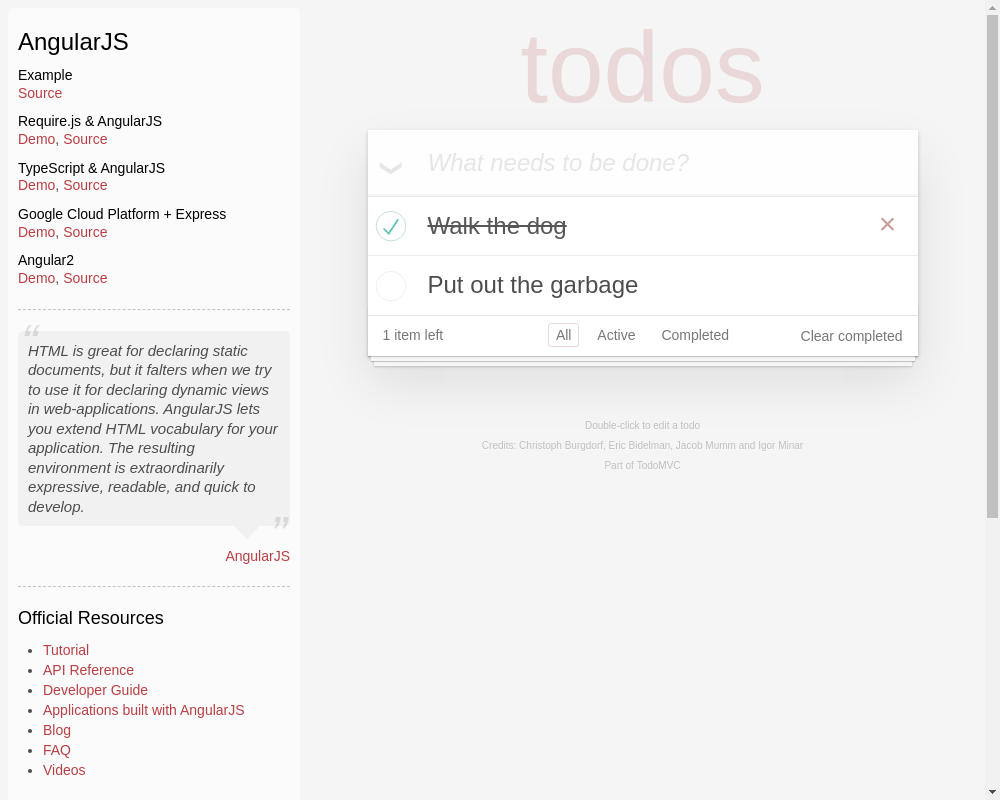 AngularJS
Example
Source
Require.js & AngularJS
Demo, Source
TypeScript & AngularJS
Demo, Source
Google Cloud Platform + Express
Demo, Source
Angular2
Demo, Source
“
HTML is great for declaring static
documents, but it falters when we try
to use it for declaring dynamic views
in web-applications. AngularJS lets
you extend HTML vocabulary for your
application. The resulting
environment is extraordinarily
expressive, readable, and quick to
develop.
”
AngularJS
Official Resources
Tutorial
API Reference
Developer Guide
Applications built with AngularJS
Blog
FAQ
Videos
todos
What needs to be done?
Walk the dog
Put out the garbage
1 item left
All
Active
Completed
Clear completed
Double-click to edit a todo
Credits: Christoph Burgdorf, Eric Bidelman, Jacob Mumm and Igor Minar
Part of TodoMVC